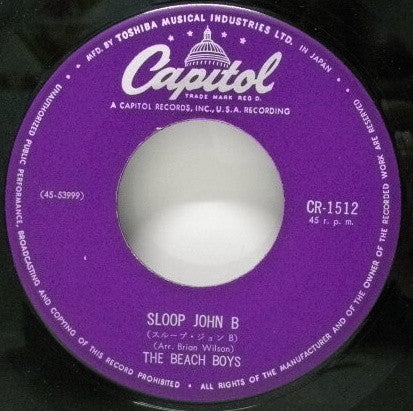 MFD. BY TOSHIBA MUSICAL INDUSTRIES LTD. IN JAPAN
Capitol
TRADE MARK REG D.
A CAPITOL RECORDS, INC., U.S.A. RECORDING
(45-53999)
CR-1512
45 r. p. m.
SLOOP JOHN B
(スループ・ジョン B)
(Arr. Brian Wilson)
THE BEACH BOYS
UNAUTHORIZED PUBLIC PERFORMANCE, BROADCASTING AND COPYING OF THIS RECORD PROHIBITED • ALL RIGHTS OF THE MANUFACTURER AND OF THE OWNER OF THE RECORDED WORK ARE RESERVED